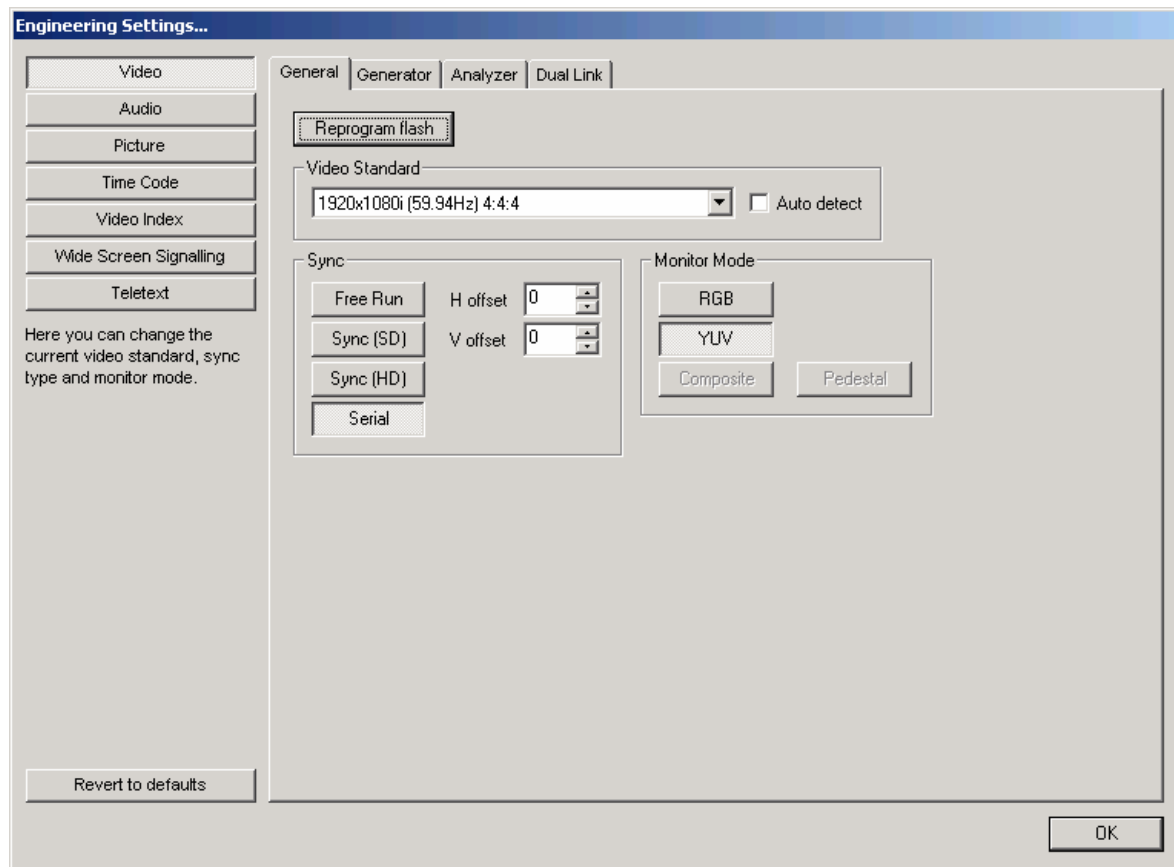 Engineering Settings...
Video
Audio
Picture
Time Code
Video Index
Wide Screen Signalling
Teletext
Here you can change the
current video standard, sync
type and monitor mode.
Revert to defaults
General
Generator
Analyzer
Dual Link
Reprogram flash
Video Standard
1920x1080i (59.94Hz) 4:4:4
Auto detect
Sync
Free Run
H offset
0
Sync (SD)
V offset
0
Sync (HD)
Serial
Monitor Mode
RGB
YUV
Composite
Pedestal
OK